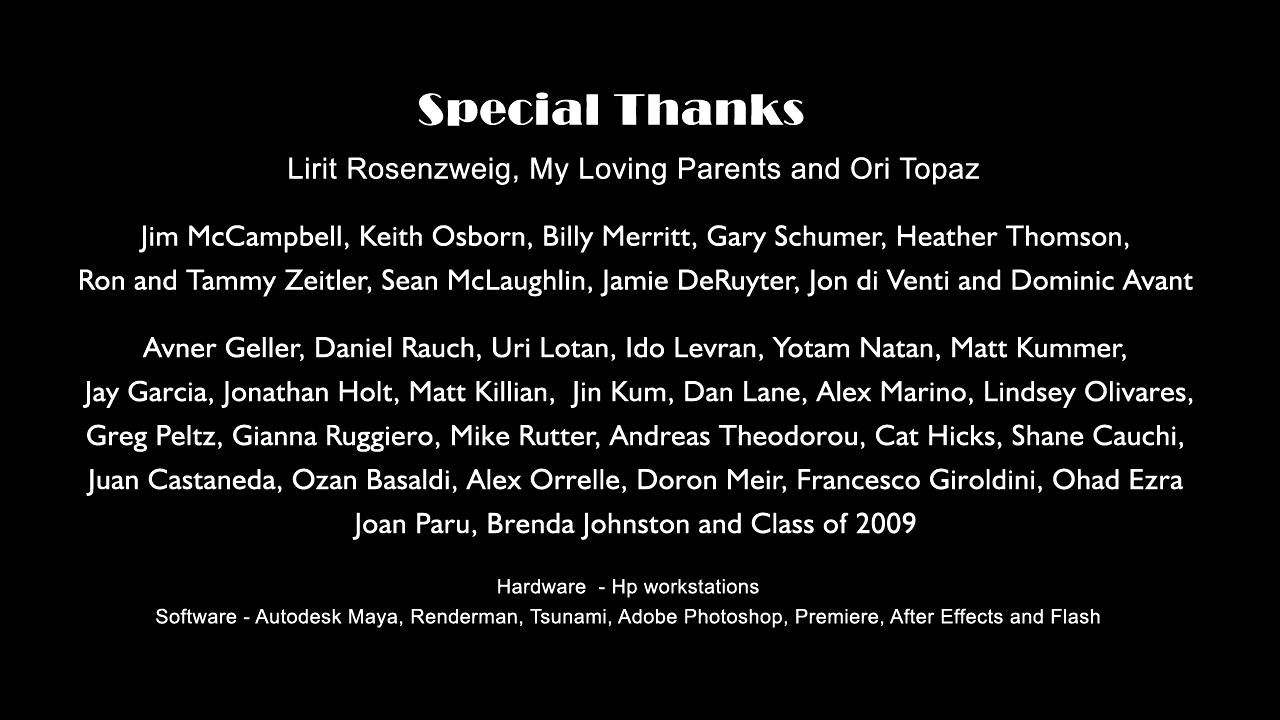 Special Thanks
Lirit Rosenzweig, My Loving Parents and Ori Topaz
Jim McCampbell, Keith Osborn, Billy Merritt, Gary Schumer, Heather Thomson,
Ron and Tammy Zeitler, Sean McLaughlin, Jamie DeRuyter, Jon di Venti and Dominic Avant
Avner Geller, Daniel Rauch, Uri Lotan, Ido Levran, Yotam Natan, Matt Kummer,
Jay Garcia, Jonathan Holt, Matt Killian,  Jin Kum, Dan Lane, Alex Marino, Lindsey Olivares,
Greg Peltz, Gianna Ruggiero, Mike Rutter, Andreas Theodorou, Cat Hicks, Shane Cauchi,
Juan Castaneda, Ozan Basaldi, Alex Orrelle, Doron Meir, Francesco Giroldini, Ohad Ezra
Joan Paru, Brenda Johnston and Class of 2009
Hardware  - Hp workstations
Software - Autodesk Maya, Renderman, Tsunami, Adobe Photoshop, Premiere, After Effects and Flash